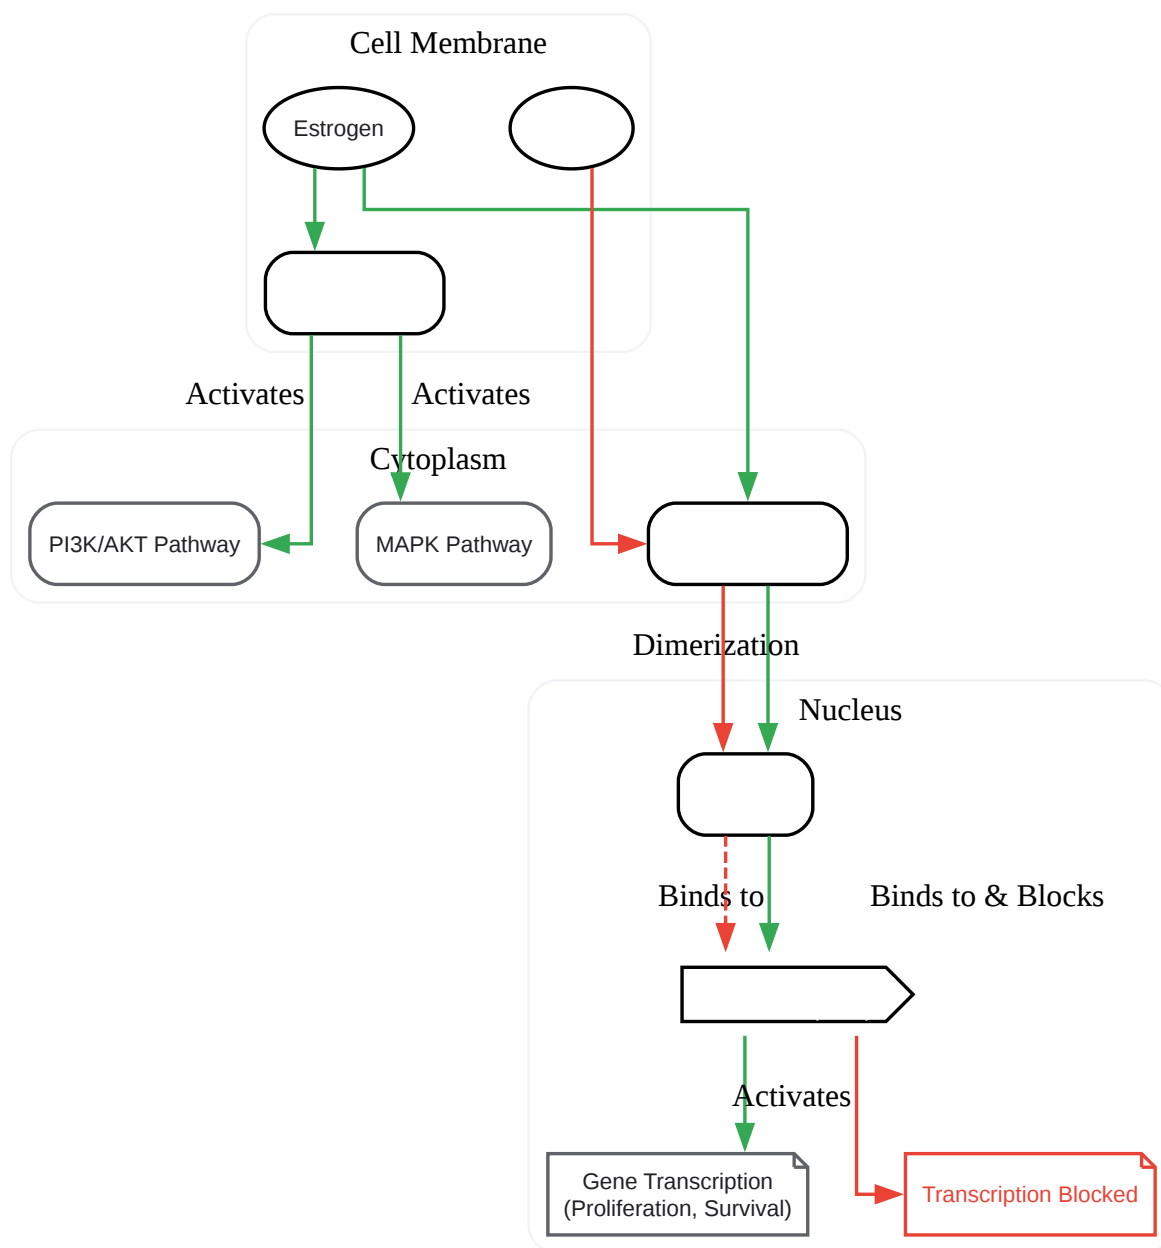 Cell Membrane
Estrogen
Activates
Activates
Cytoplasm
PI3K/AKT Pathway
MAPK Pathway
Dimerization
Nucleus
Binds to
Binds to & Blocks
Activates
Gene Transcription
(Proliferation, Survival)
Transcription Blocked